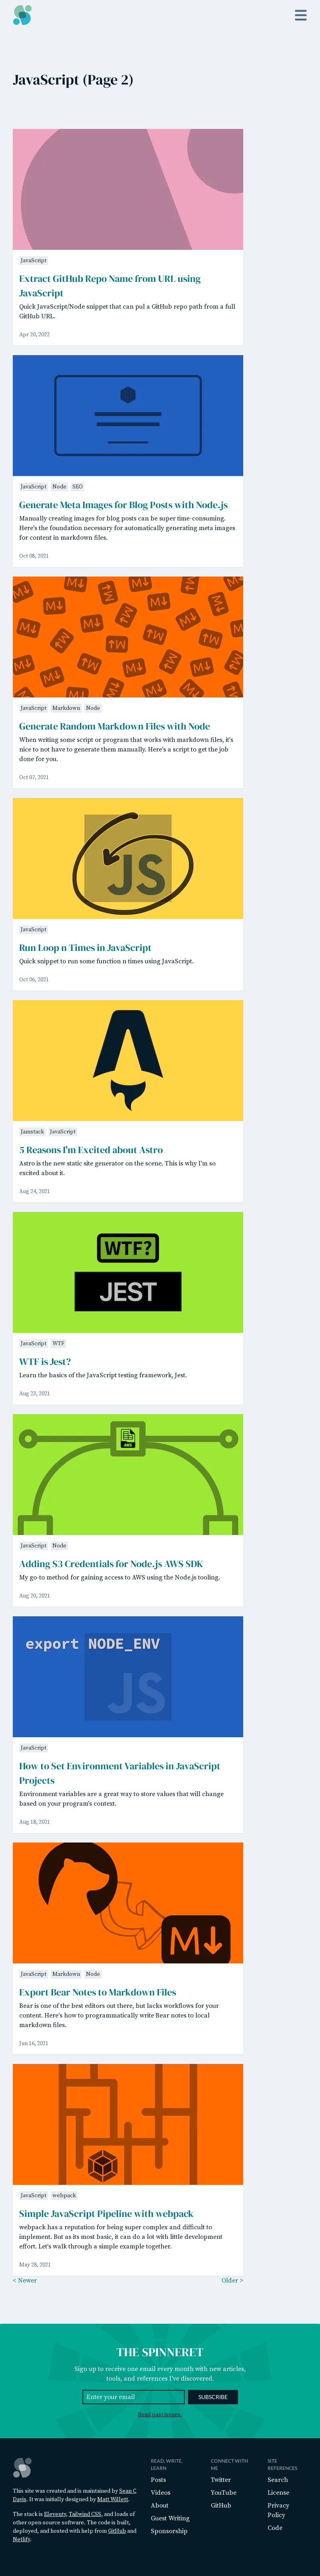 JavaScript (Page 2)
JavaScript
Extract GitHub Repo Name from URL using
JavaScript
Quick JavaScript/Node snippet that can pul a GitHub repo path from a full
GitHub URL.
Apr 20, 2022
JavaScript Node SEO
Generate Meta Images for Blog Posts with Node.js
Manually creating images for blog posts can be super time-consuming.
Here's the foundation necessary for automatically generating meta images
for content in markdown files.
Oct 08, 2021
JavaScript Markdown Node
Generate Random Markdown Files with Node
When writing some script or program that works with markdown files, it's
nice to not have to generate them manually. Here's a script to get the job
done for you.
Oct 07, 2021
JS
JavaScript
Run Loop n Times in JavaScript
Quick snippet to run some function n times using JavaScript.
Oct 06, 2021
Jamstack JavaScript
5 Reasons I'm Excited about Astro
Astro is the new static site generator on the scene. This is why I'm so
excited about it.
Aug 24, 2021
WTF?
JEST
JavaScript WTF
WTF is Jest?
Learn the basics of the JavaScript testing framework, Jest.
Aug 23, 2021
AWS
JavaScript Node
Adding S3 Credentials for Node.js AWS SDK
My go-to method for gaining access to AWS using the Node.js tooling.
Aug 20, 2021
export NODE_ENV
JS
JavaScript
How to Set Environment Variables in JavaScript
Projects
Environment variables are a great way to store values that will change
based on your program's context.
Aug 18, 2021
M
JavaScript Markdown Node
Export Bear Notes to Markdown Files
Bear is one of the best editors out there, but lacks workflows for your
content. Here's how to programmatically write Bear notes to local
markdown files.
Jun 16, 2021
JavaScript webpack
Simple JavaScript Pipeline with webpack
webpack has a reputation for being super complex and difficult to
implement. But as its most basic, it can do a lot with little development
effort. Let's walk through a simple example together.
May 28, 2021
< Newer Older >
THE SPINNERET
Sign up to receive one email every month with new articles,
tools, and references I've discovered.
Enter your email SUBSCRIBE
Read past issues.
This site was created and is maintained by Sean C
Davis. It was initially designed by Matt Willett.
The stack is Eleventy, Tailwind CSS, and loads of
other open source software. The code is built,
deployed, and hosted with help from GitHub and
Netlify.
READ, WRITE,
LEARN
Posts
Videos
About
Guest Writing
Sponsorship
CONNECT WITH
ME
Twitter
YouTube
GitHub
SITE
REFERENCES
Search
License
Privacy
Policy
Code